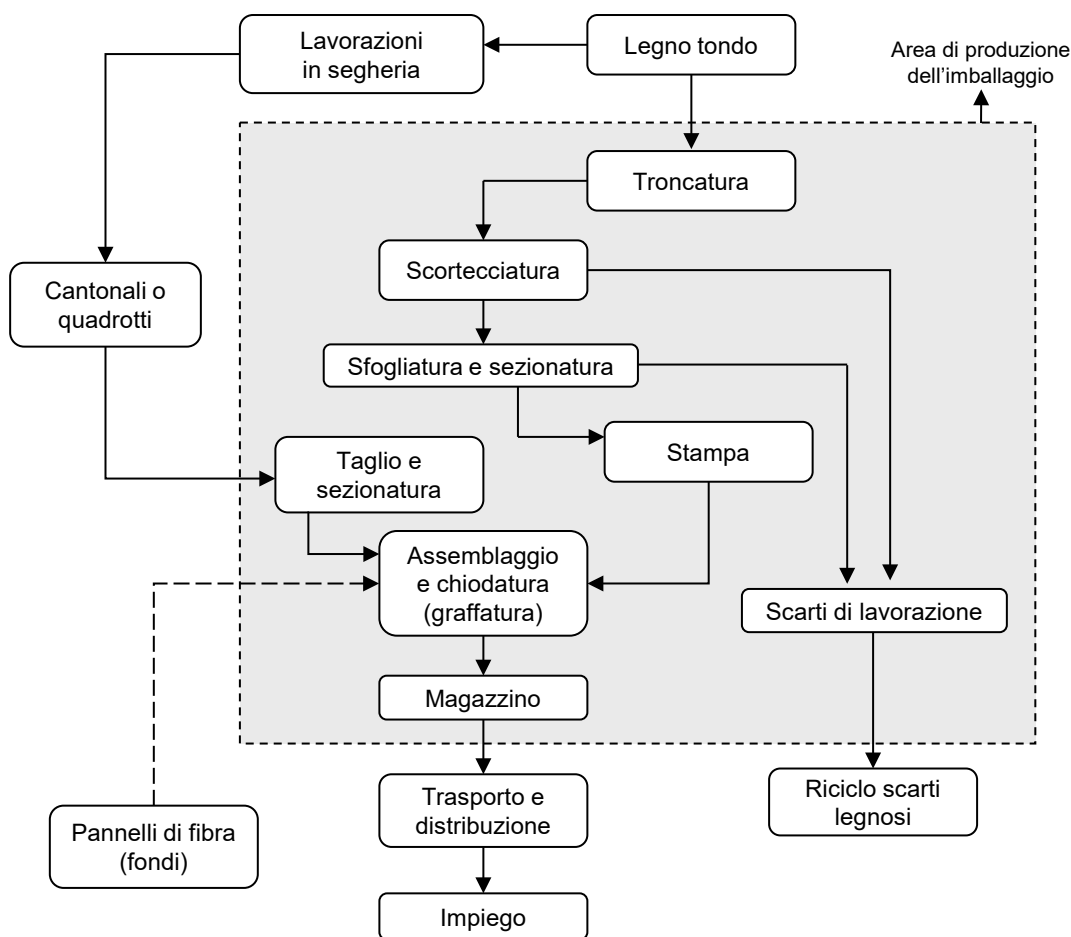 Lavorazioni
in segheria
Legno tondo
Area di produzione
dell'imballaggio
Troncatura
Scortecciatura
Cantonali o
quadrotti
Sfogliatura e sezionatura
Stampa
Taglio e
sezionatura
Assemblaggio
e chiodatura
(graffatura)
Scarti di lavorazione
Magazzino
Trasporto e
distribuzione
Riciclo scarti
legnosi
Pannelli di fibra
(fondi)
Impiego